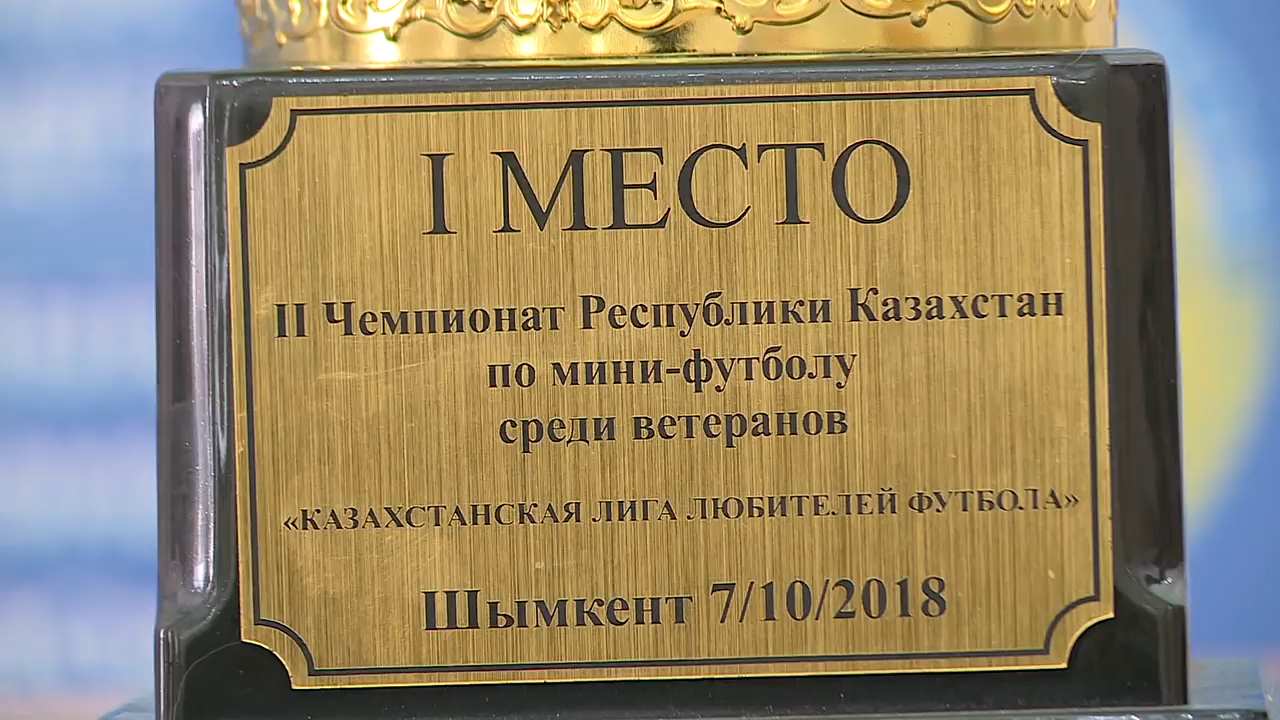 I МЕСТО
II Чемпионат Республики Казахстан
по мини-футболу
среди ветеранов
«КАЗАХСТАНСКАЯ ЛИГА ЛЮБИТЕЛЕЙ ФУТБОЛА»
Шымкент 7/10/2018